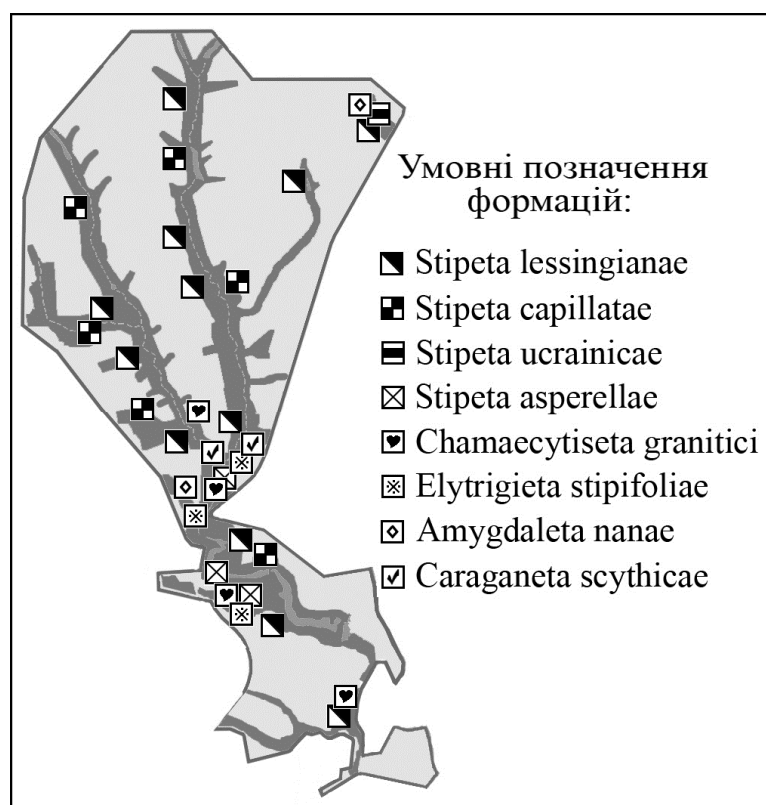 Умовні позначення
формацій:
Stipeta lessingianae
Stipeta capillatae
Stipeta ucrainicae
Stipeta asperellae
Chamaecytiseta granitici
Elytrigieta stipifoliae
Amygdaleta nanae
Caraganeta scythicae